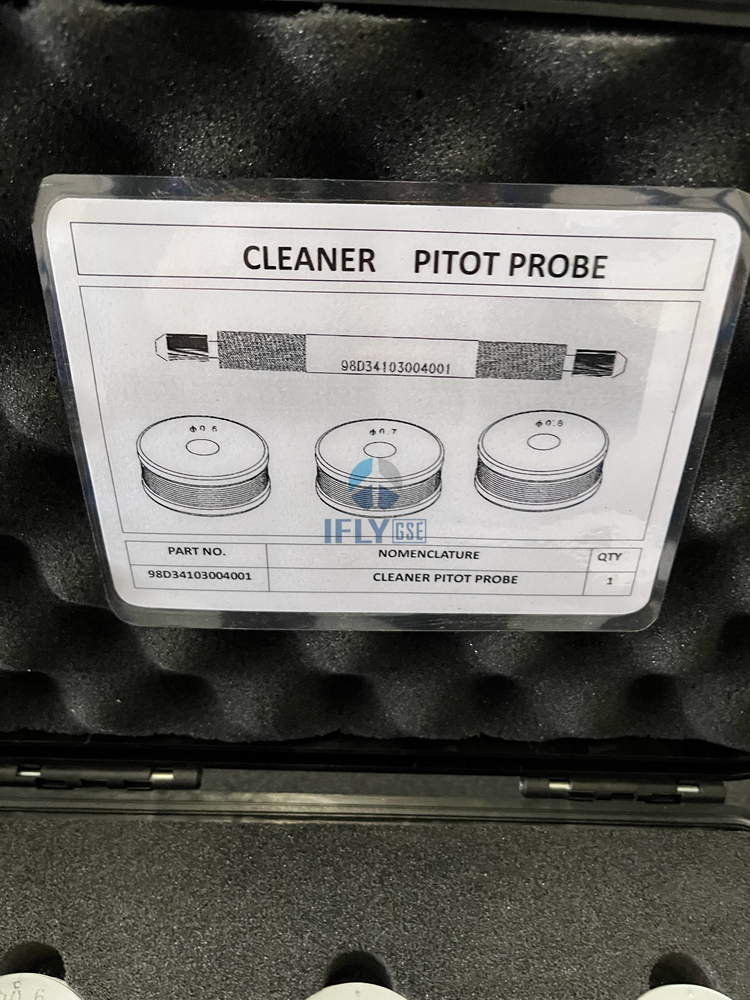 CLEANER PITOT PROBE
98D34103004001
ϕ0.6
ϕ0.7
ϕ0.8
IFLY GSE
PART NO. NOMENCLATURE QTY
98D34103004001 CLEANER PITOT PROBE 1